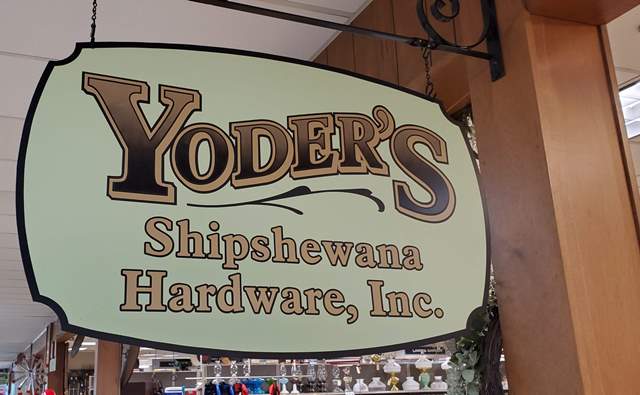 YODER'S
Shipshewana
Hardware, Inc.